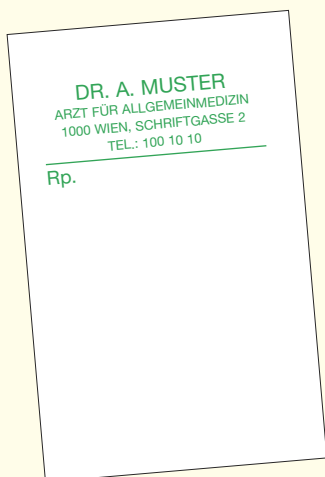 DR. A. MUSTER
ARZT FÜR ALLGEMEINMEDIZIN
1000 WIEN, SCHRIFTGASSE 2
TEL.: 100 10 10
Rp.